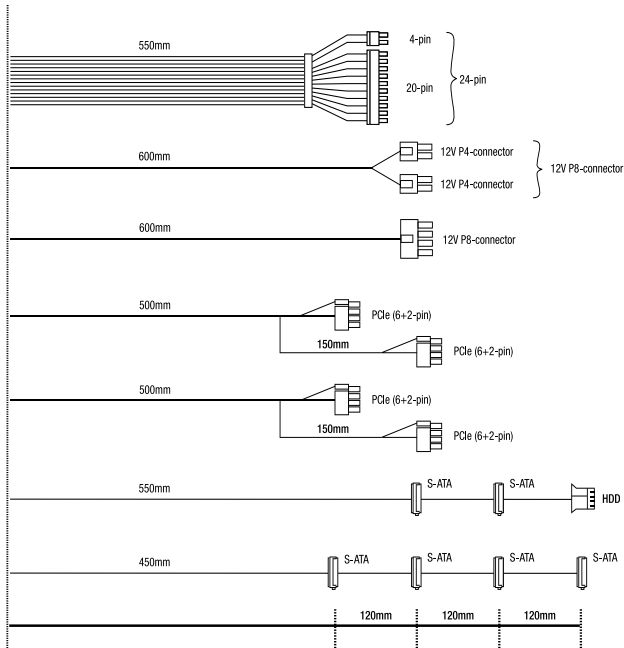 550mm
4-pin
20-pin
24-pin
600mm
12V P4-connector
12V P4-connector
12V P8-connector
600mm
12V P8-connector
500mm
PCIe (6+2-pin)
150mm
PCIe (6+2-pin)
500mm
PCIe (6+2-pin)
150mm
PCIe (6+2-pin)
550mm
S-ATA
S-ATA
HDD
450mm
S-ATA
S-ATA
S-ATA
S-ATA
120mm
120mm
120mm